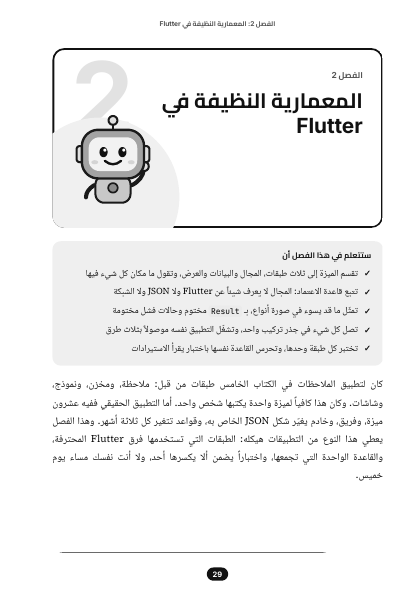 الفصل 2: المعمارية النظيفة في Flutter
2
الفصل 2
المعمارية النظيفة في
Flutter
ستتعلم في هذا الفصل أن
✓ تقسم الميزة إلى ثلاث طبقات، المجال والبيانات والعرض، وتقول ما مكان كل شيء فيها
✓ تتبع قاعدة الاعتماد: المجال لا يعرف شيئاً عن Flutter ولا JSON ولا الشبكة
✓ تمثّل ما قد يسوء في صورة أنواع، بـ Result مختوم وحالات فشل مختومة
✓ تصل كل شيء في جذر تركيب واحد، وتشغّل التطبيق نفسه موصولاً بثلاث طرق
✓ تختبر كل طبقة وحدها، وتحرس القاعدة نفسها باختبار يقرأ الاستيرادات
كان لتطبيق الملاحظات في الكتاب الخامس طبقات من قبل: ملاحظة، ومخزن، ونموذج،
وشاشات. وكان هذا كافياً لميزة واحدة يكتبها شخص واحد. أما التطبيق الحقيقي ففيه عشرون
ميزة، وفريق، وخادم يغيّر شكل JSON الخاص به، وقواعد تتغير كل ثلاثة أشهر. وهذا الفصل
يعطي هذا النوع من التطبيقات هيكله: الطبقات التي تستخدمها فرق Flutter المحترفة،
والقاعدة الواحدة التي تجمعها، واختباراً يضمن ألا يكسرها أحد، ولا أنت نفسك مساء يوم
خميس.
29